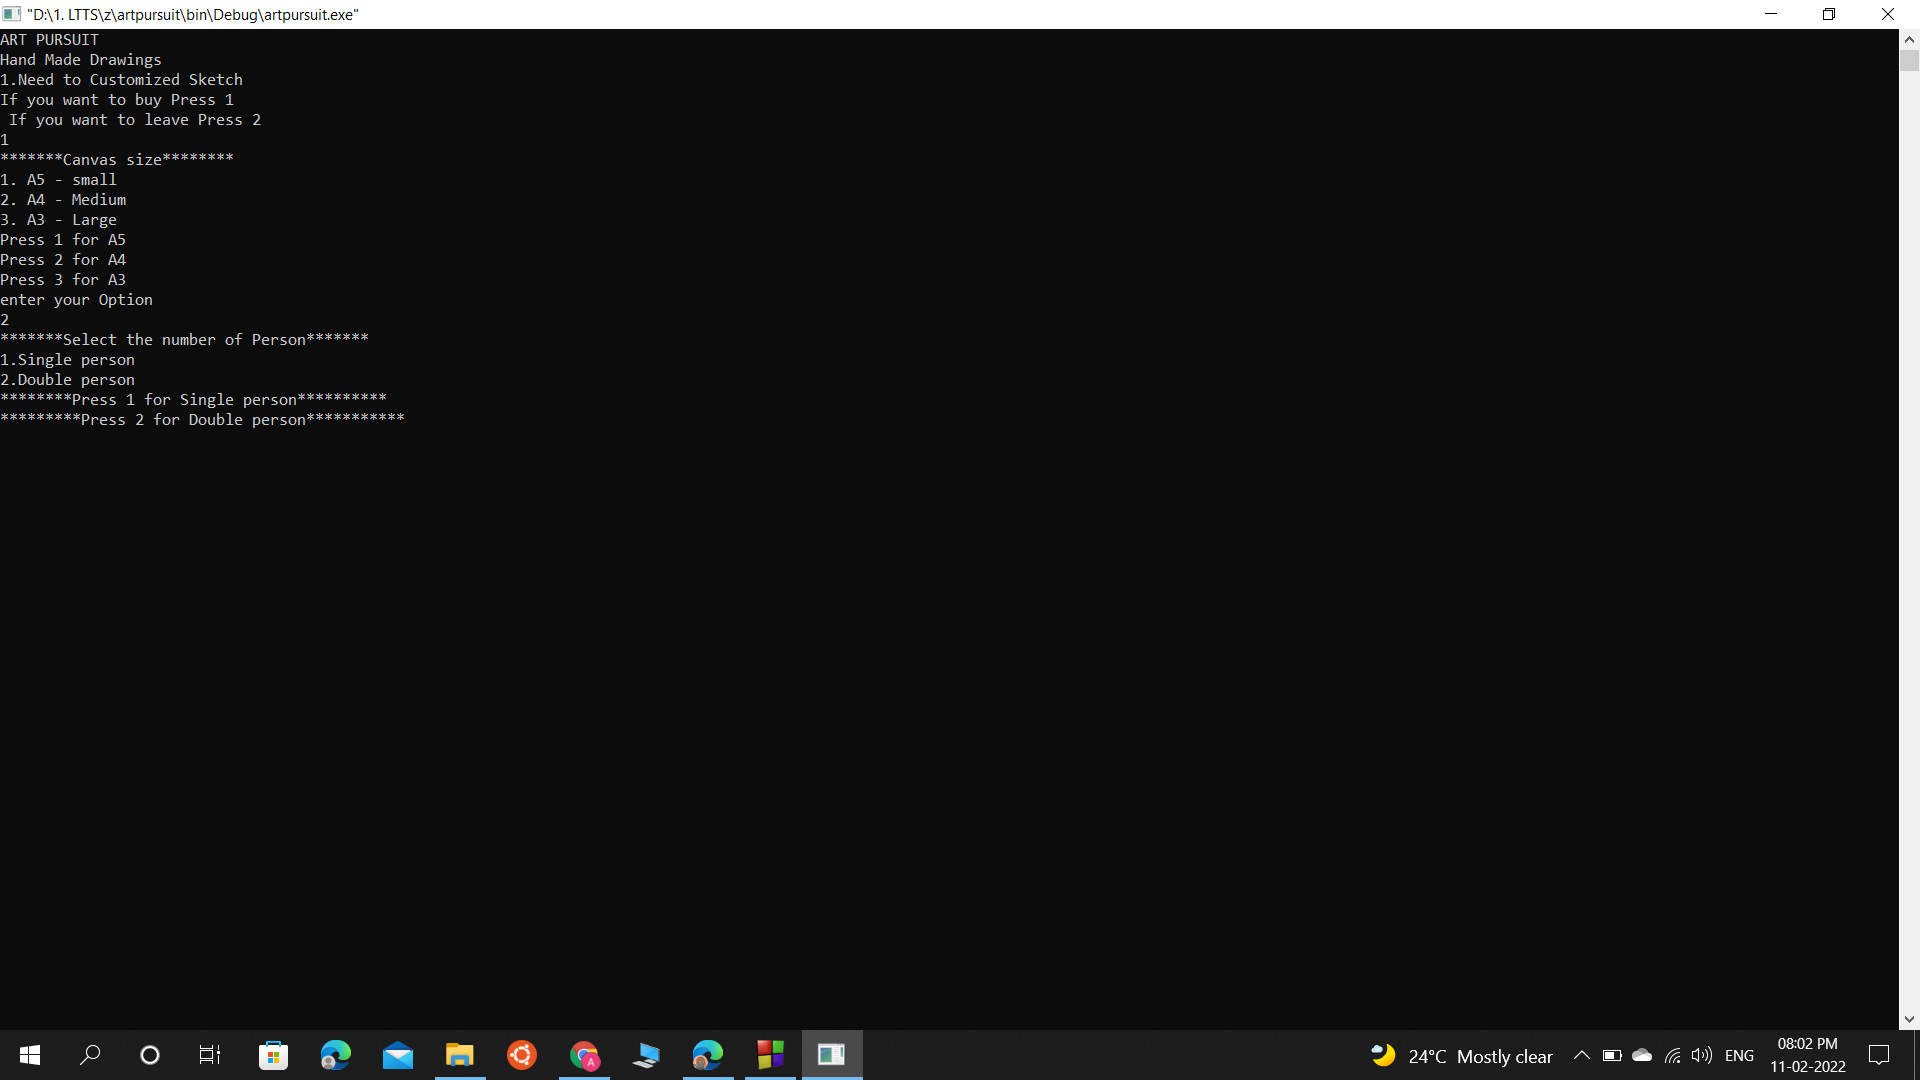 "D:\1. LTTS\z\artpursuit\bin\Debug\artpursuit.exe"
ART PURSUIT
Hand Made Drawings
1.Need to Customized Sketch
If you want to buy Press 1
 If you want to leave Press 2
1
*******Canvas size********
1. A5 - small
2. A4 - Medium
3. A3 - Large
Press 1 for A5
Press 2 for A4
Press 3 for A3
enter your Option
2
*******Select the number of Person*******
1.Single person
2.Double person
********Press 1 for Single person**********
*********Press 2 for Double person***********
A
24°C Mostly clear
ENG
08:02 PM
11-02-2022